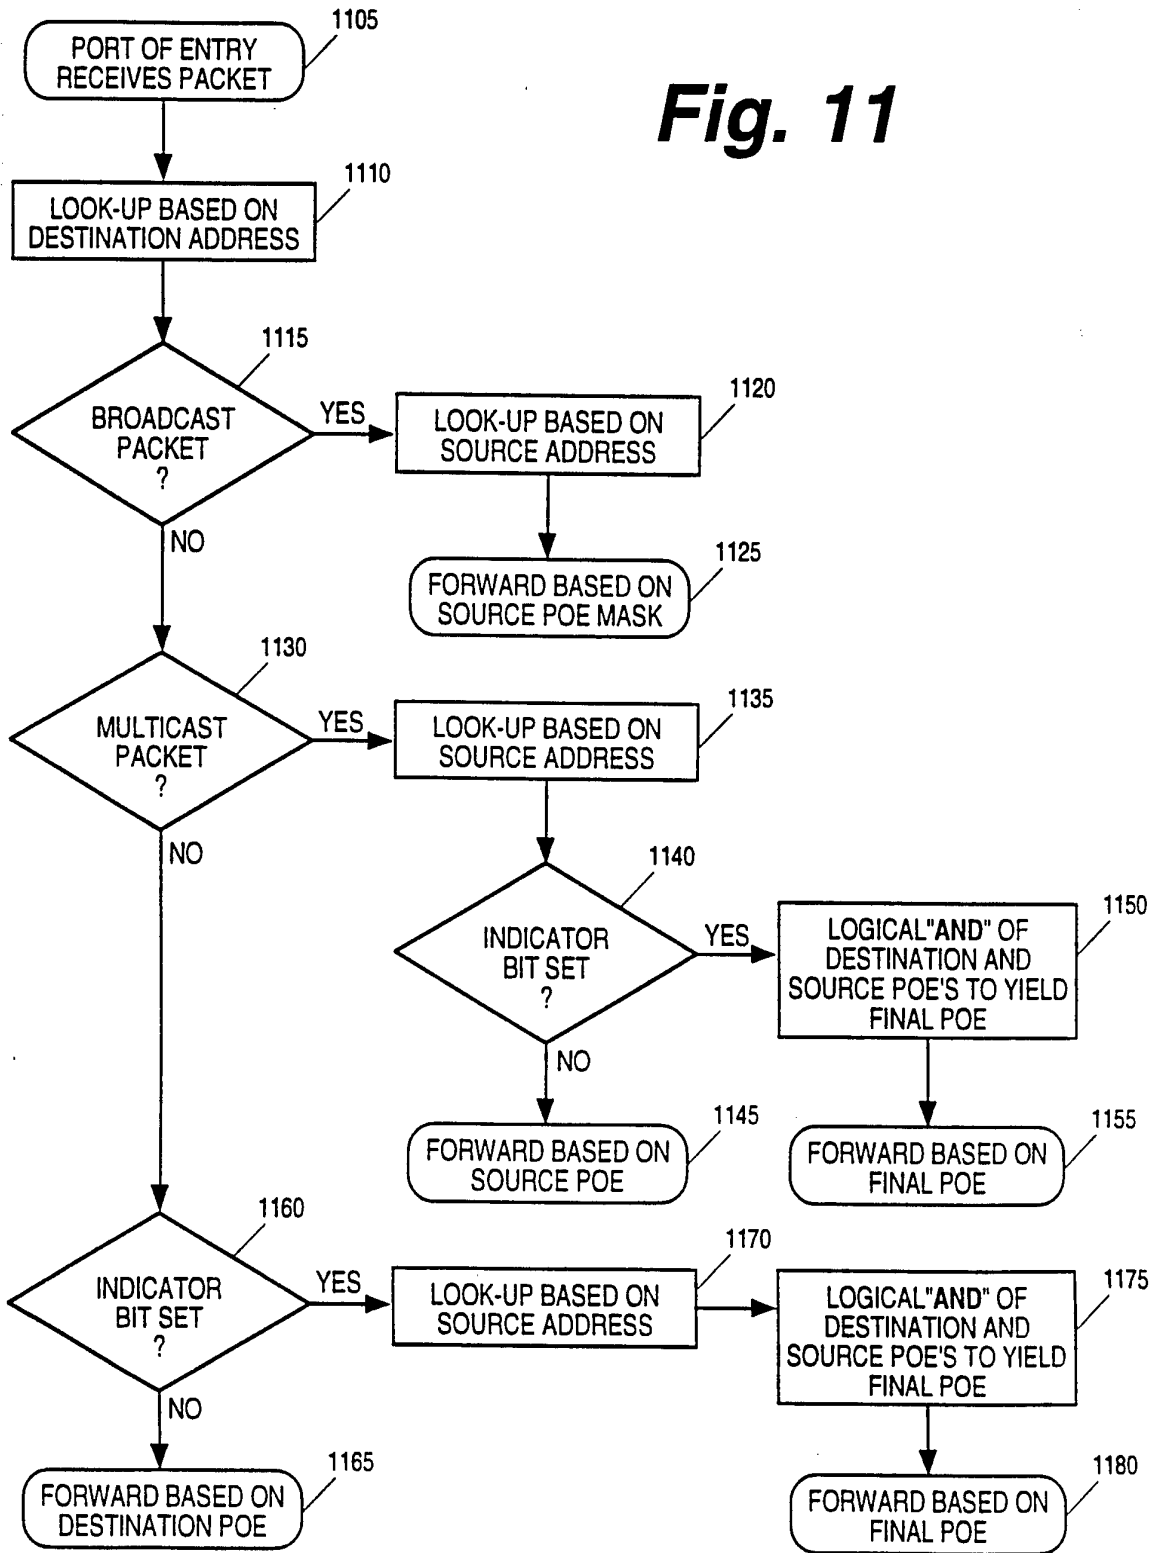 1105
PORT OF ENTRY
RECEIVES PACKET
Fig. 11
1110
LOOK-UP BASED ON
DESTINATION ADDRESS
1115
BROADCAST
PACKET
?
YES
1120
LOOK-UP BASED ON
SOURCE ADDRESS
NO
1125
FORWARD BASED ON
SOURCE POE MASK
1130
MULTICAST
PACKET
?
YES
1135
LOOK-UP BASED ON
SOURCE ADDRESS
NO
1140
INDICATOR
BIT SET
?
YES
1150
LOGICAL"AND" OF
DESTINATION AND
SOURCE POE'S TO YIELD
FINAL POE
NO
1145
FORWARD BASED ON
SOURCE POE
1155
FORWARD BASED ON
FINAL POE
1160
INDICATOR
BIT SET
?
YES
1170
LOOK-UP BASED ON
SOURCE ADDRESS
1175
LOGICAL"AND" OF
DESTINATION AND
SOURCE POE'S TO YIELD
FINAL POE
NO
1165
FORWARD BASED ON
DESTINATION POE
1180
FORWARD BASED ON
FINAL POE